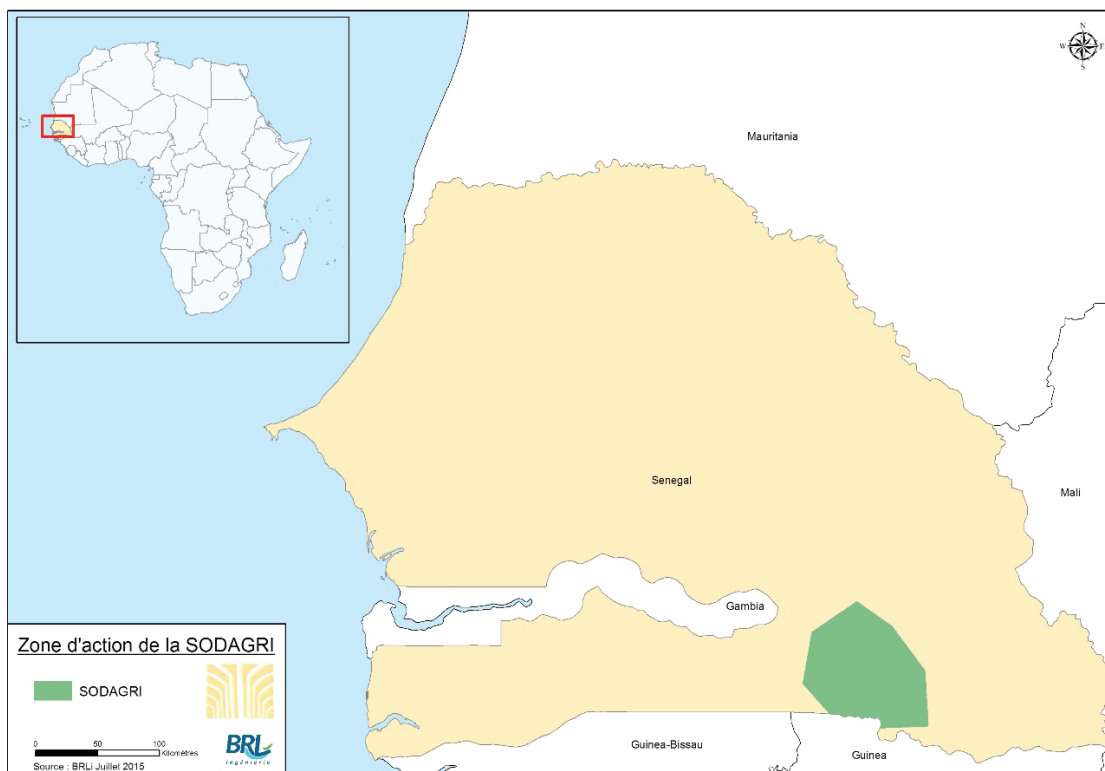 N
W E
S
Mauritania
Senegal
Mali
Gambia
Guinea-Bissau
Guinea
Zone d'action de la SODAGRI
SODAGRI
0 50 100
Kilomètres
BRL
ingénierie
Source : BRLi Juillet 2015